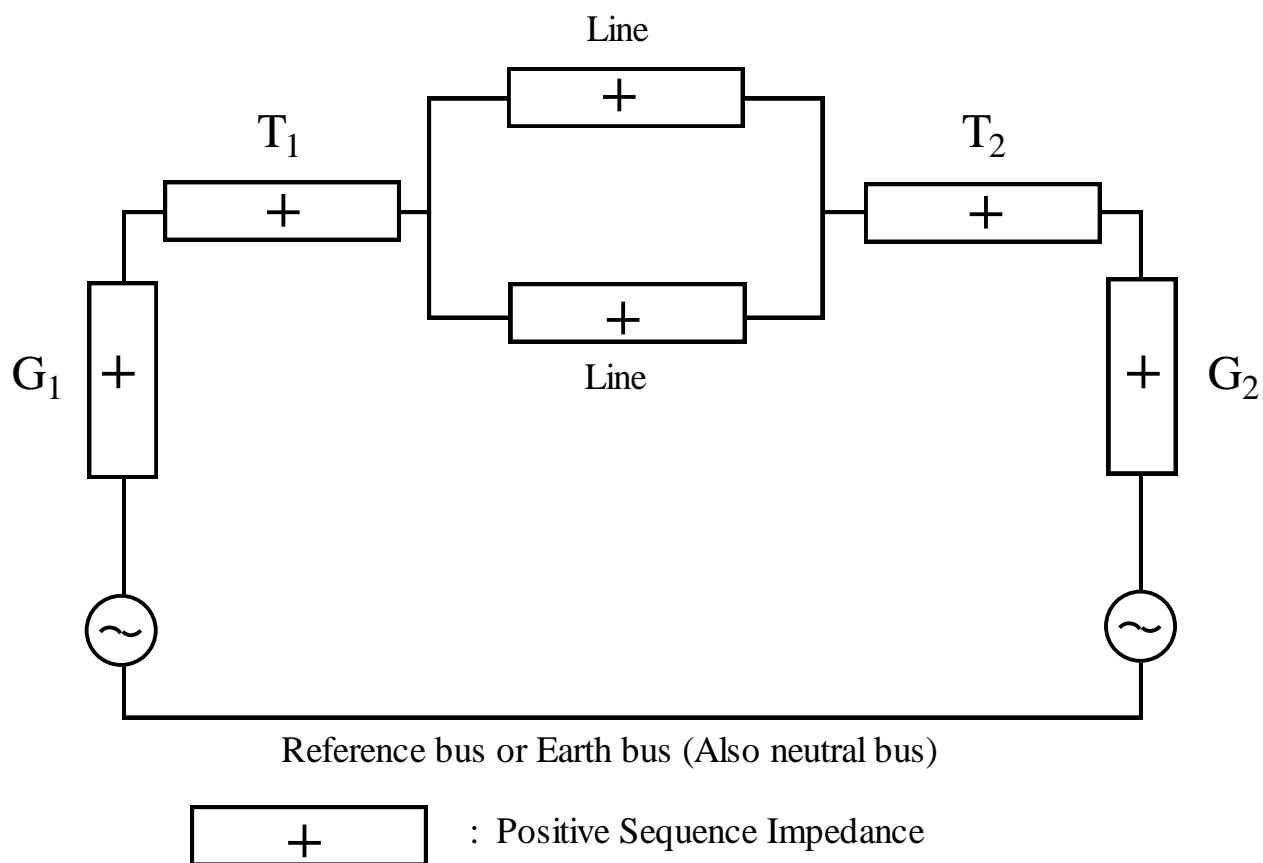 Line
+
T₁
+
T₂
+
+
Line
G₁
+
+
G₂
~
~
Reference bus or Earth bus (Also neutral bus)
+ : Positive Sequence Impedance